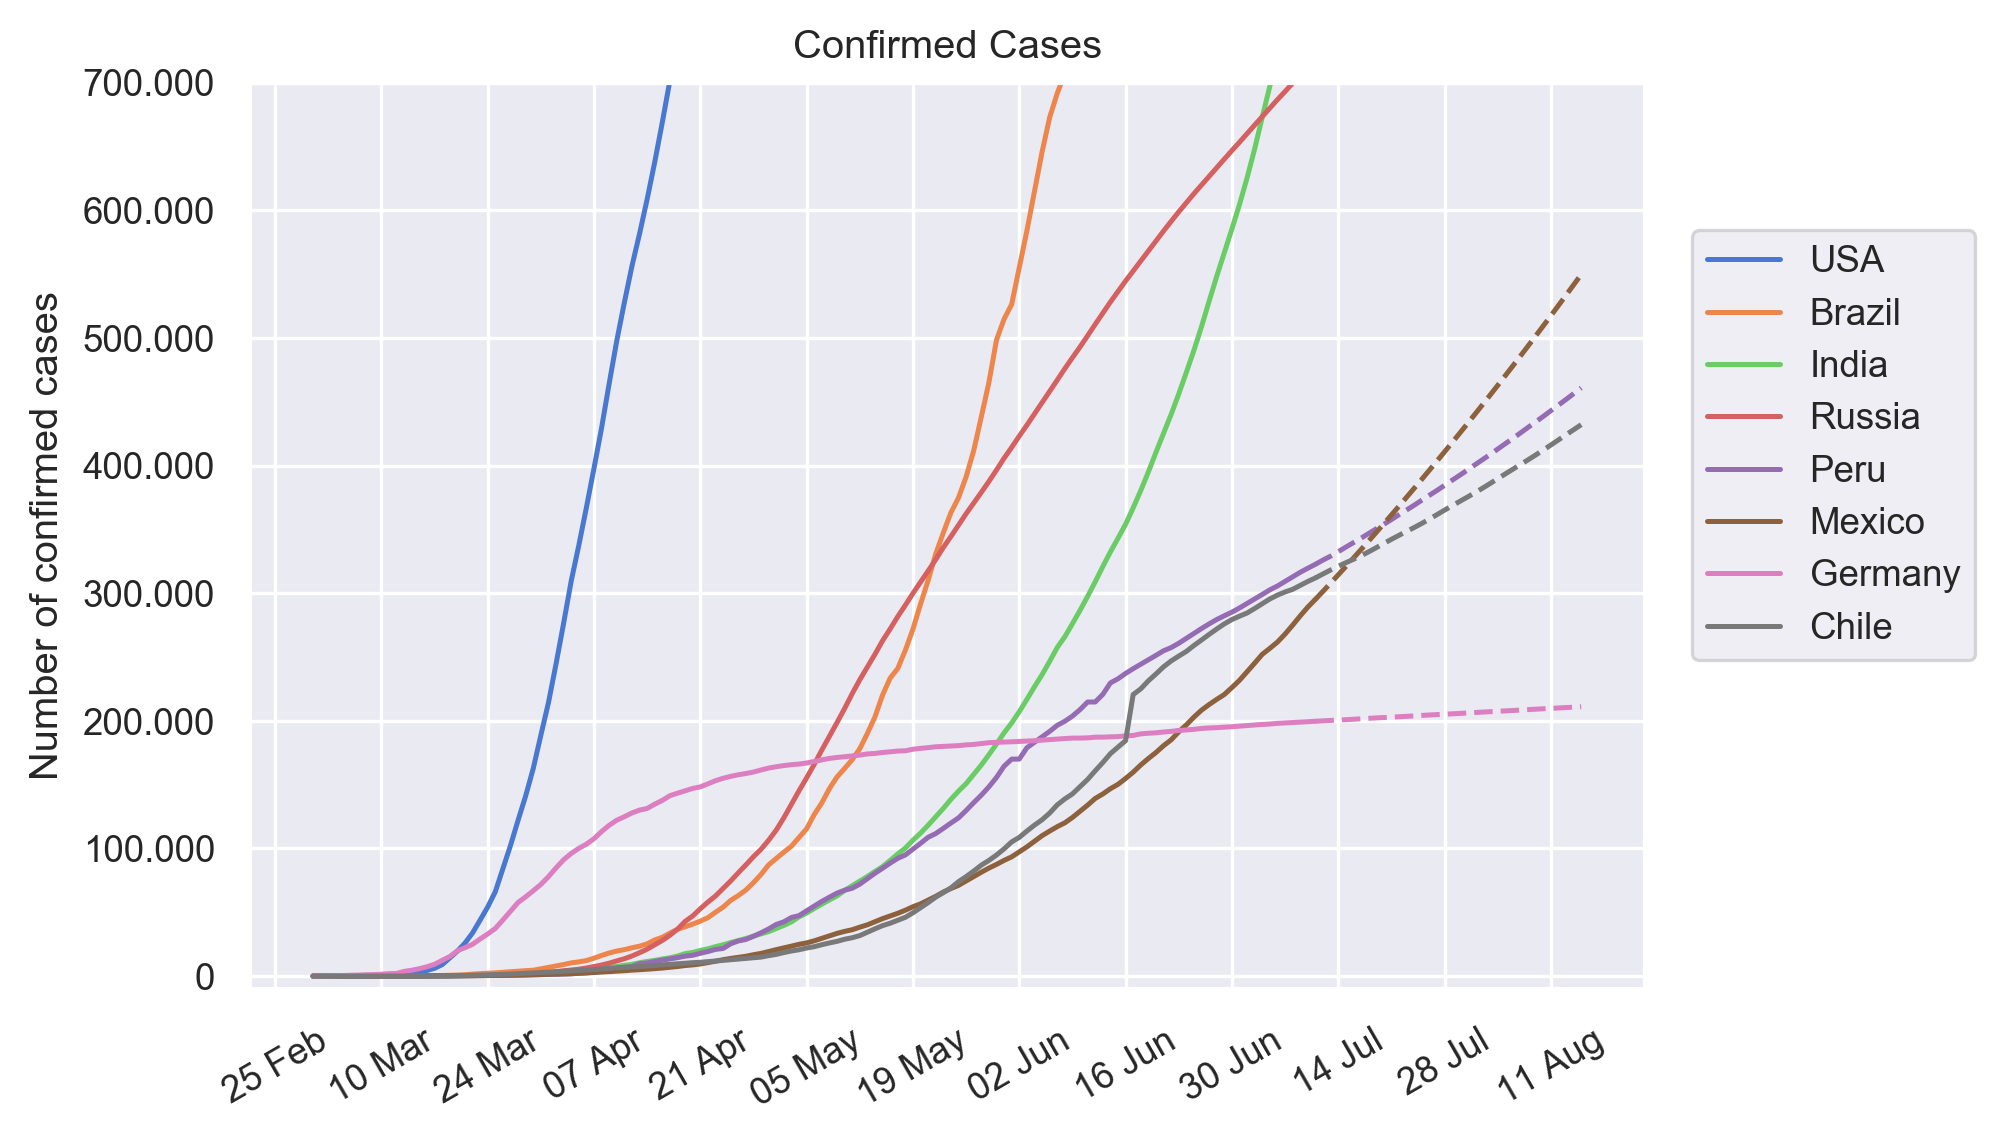 Confirmed Cases
700.000
600.000
500.000
400.000
300.000
200.000
100.000
0
Number of confirmed cases
25 Feb
10 Mar
24 Mar
07 Apr
21 Apr
05 May
19 May
02 Jun
16 Jun
30 Jun
14 Jul
28 Jul
11 Aug
USA
Brazil
India
Russia
Peru
Mexico
Germany
Chile